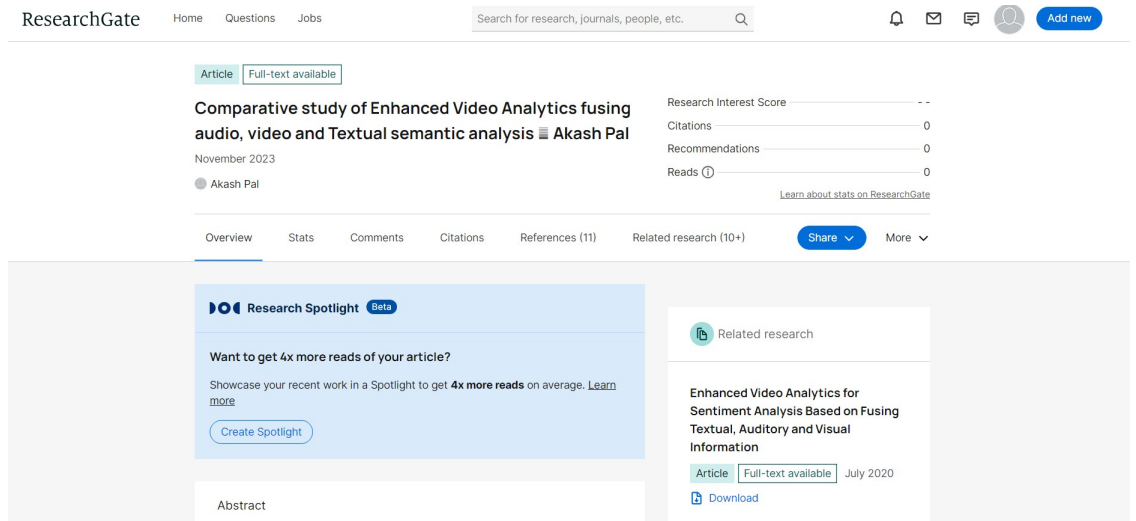 ResearchGate
Home Questions Jobs
Search for research, journals, people, etc.
Add new
Article Full-text available
Comparative study of Enhanced Video Analytics fusing
audio, video and Textual semantic analysis Akash Pal
November 2023
Akash Pal
Research Interest Score - -
Citations 0
Recommendations 0
Reads 0
Learn about stats on ResearchGate
Overview Stats Comments Citations References (11) Related research (10+) Share More
Research Spotlight Beta
Want to get 4x more reads of your article?
Showcase your recent work in a Spotlight to get 4x more reads on average. Learn
more
Create Spotlight
Abstract
Related research
Enhanced Video Analytics for
Sentiment Analysis Based on Fusing
Textual, Auditory and Visual
Information
Article Full-text available July 2020
Download